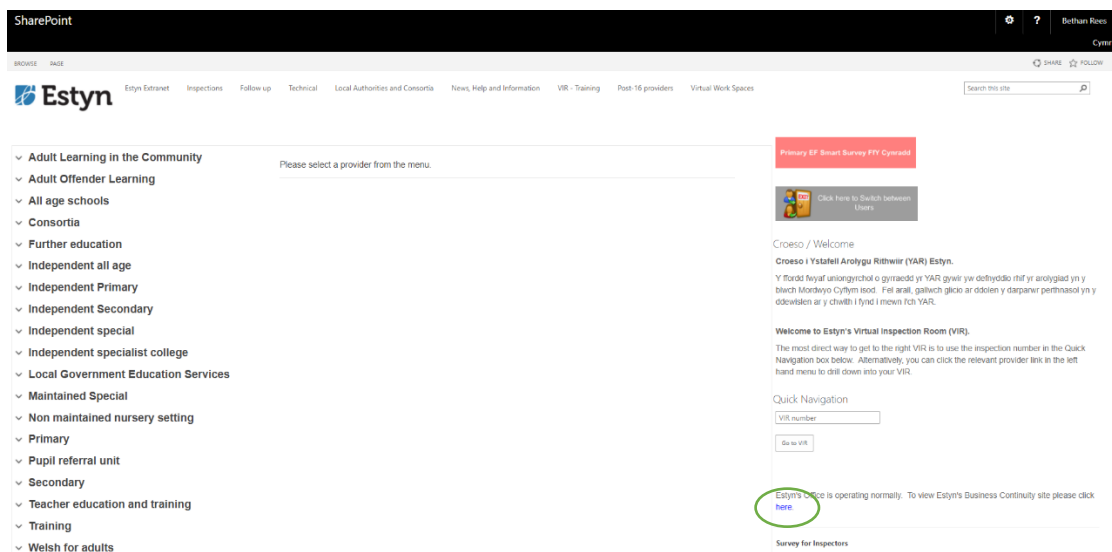 SharePoint
? Bethan Rees
Cymr
BROWSE PAGE
SHARE FOLLOW
Estyn
Estyn Extranet Inspections Follow up Technical Local Authorities and Consortia News, Help and Information VIR - Training Post-16 providers Virtual Work Spaces
Search this site
Adult Learning in the Community
Adult Offender Learning
All age schools
Consortia
Further education
Independent all age
Independent Primary
Independent Secondary
Independent special
Independent specialist college
Local Government Education Services
Maintained Special
Non maintained nursery setting
Primary
Pupil referral unit
Secondary
Teacher education and training
Training
Welsh for adults
Please select a provider from the menu.
Primary EF Smart Survey FfY Cynradd
EXIT
Click here to Switch between
Users
Croeso / Welcome
Croeso i Ystafell Arolygu Rithwir (YAR) Estyn.
Y ffordd fwyaf uniongyrchol o gyrraedd yr YAR gywir yw defnyddio rhif yr arolygiad yn y
blwch Mordwyo Cyflym isod. Fel arall, gallwch glicio ar ddolen y darparwr perthnasol yn y
ddewislen ar y chwith i fynd i mewn i'ch YAR.
Welcome to Estyn's Virtual Inspection Room (VIR).
The most direct way to get to the right VIR is to use the inspection number in the Quick
Navigation box below. Alternatively, you can click the relevant provider link in the left
hand menu to drill down into your VIR.
Quick Navigation
VIR number
Go to VIR
Estyn's Office is operating normally. To view Estyn's Business Continuity site please click
here.
Survey for Inspectors